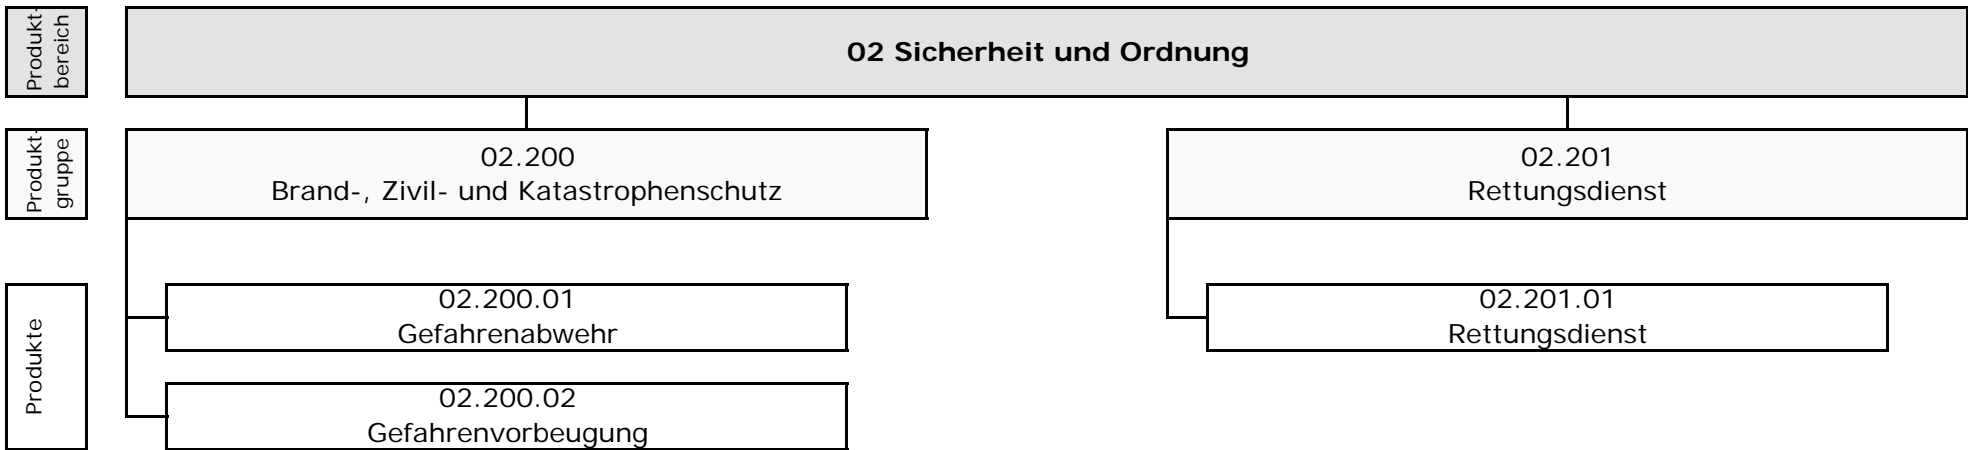 Produkt-
bereich
02 Sicherheit und Ordnung
Produkt-
gruppe
02.200
Brand-, Zivil- und Katastrophenschutz
02.201
Rettungsdienst
Produkte
02.200.01
Gefahrenabwehr
02.201.01
Rettungsdienst
02.200.02
Gefahrenvorbeugung